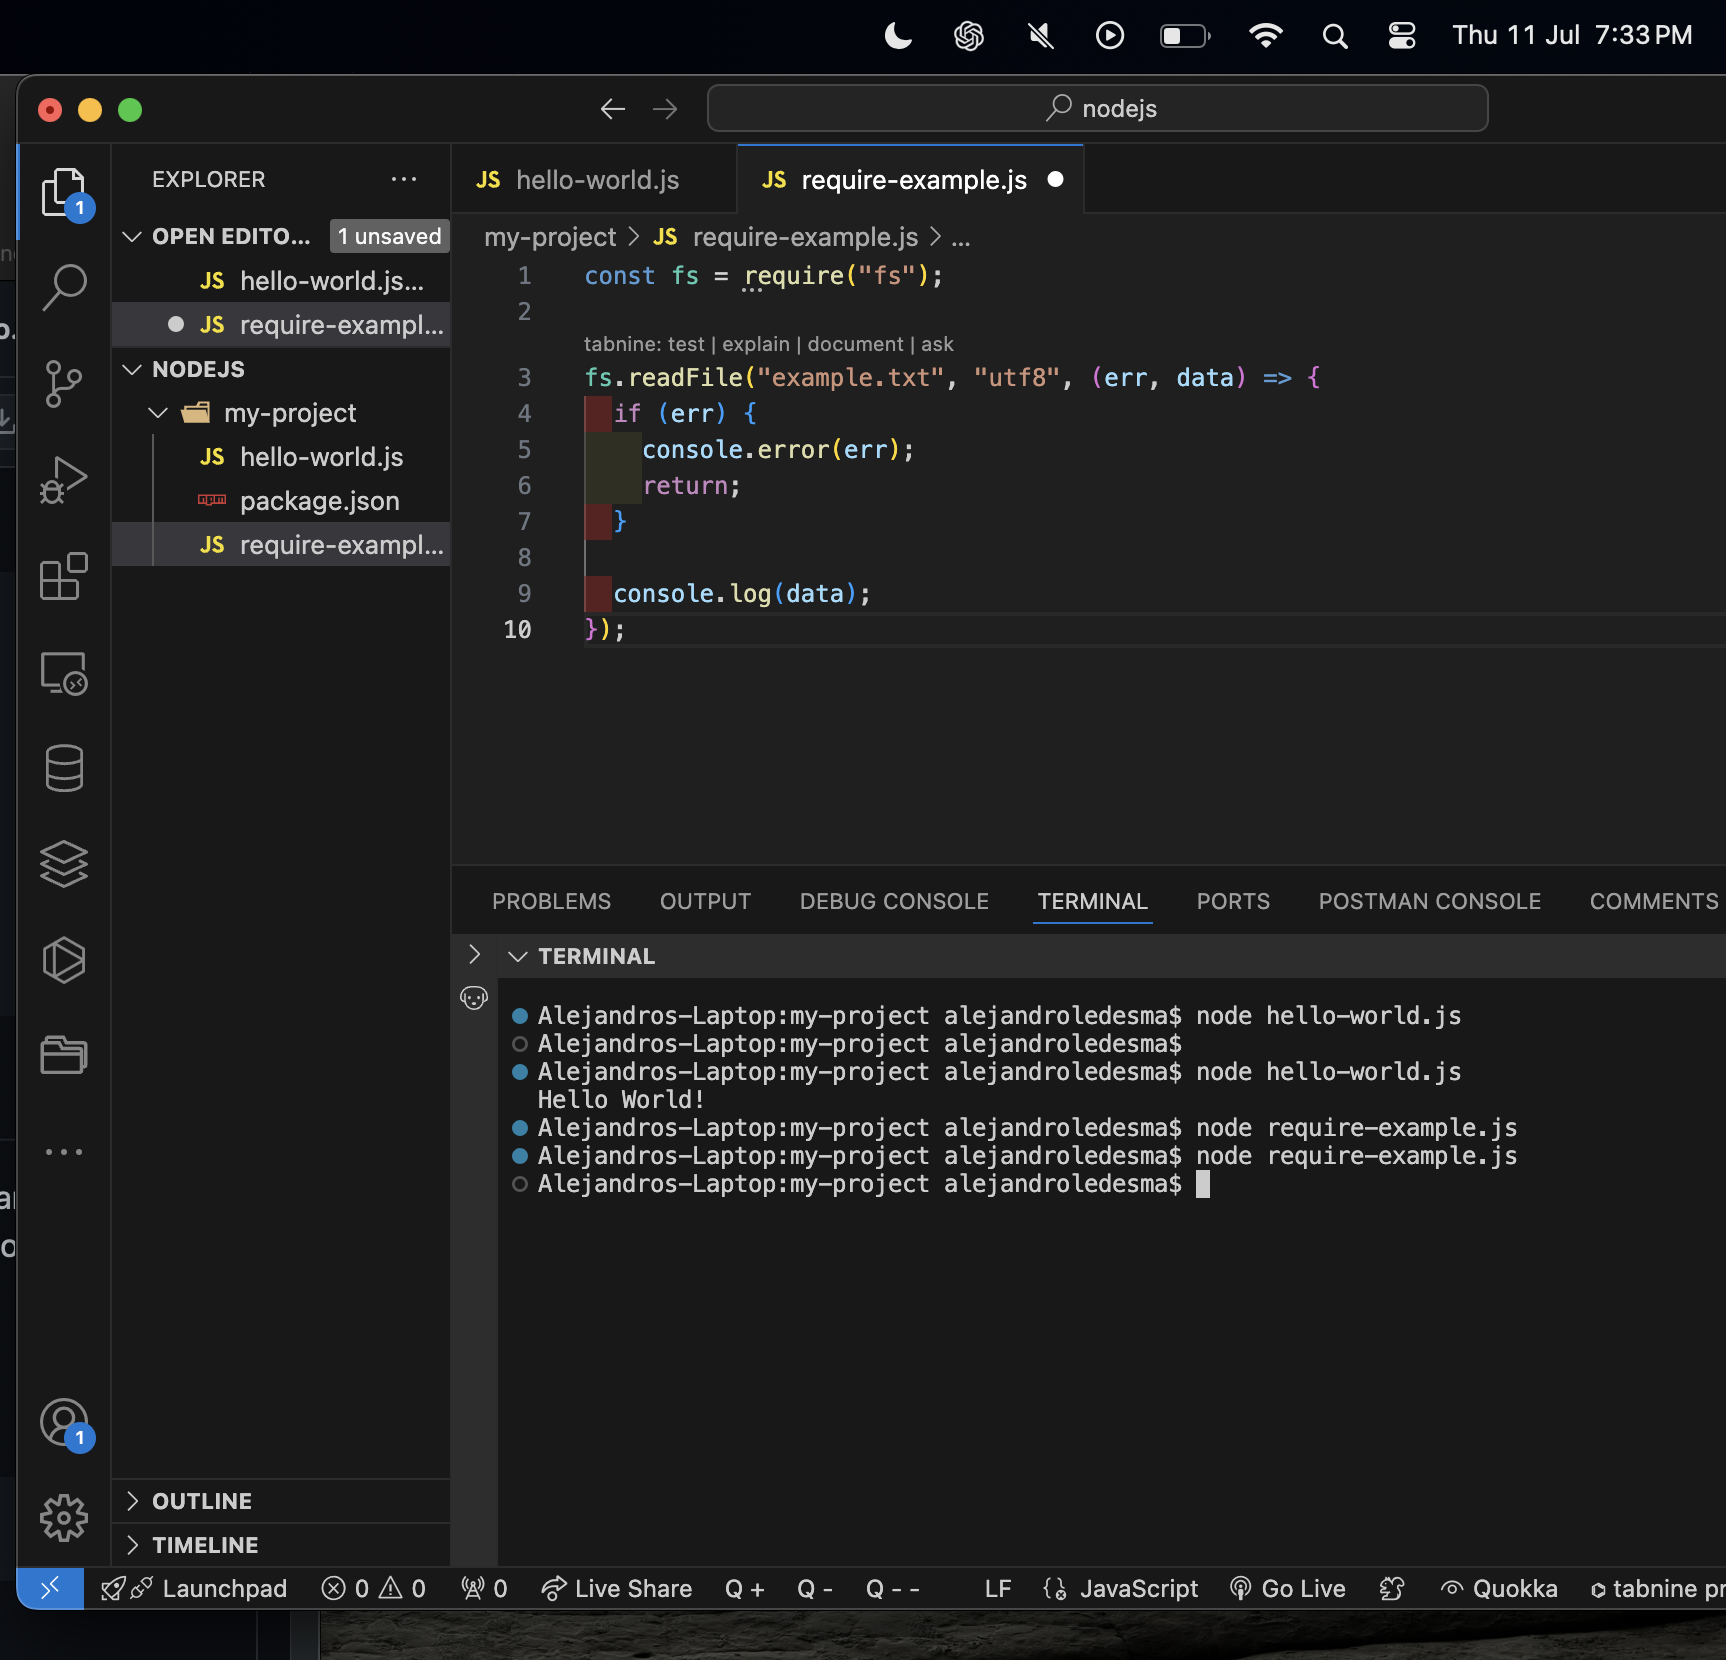 Thu 11 Jul 7:33 PM
nodejs
EXPLORER
JS hello-world.js
JS require-example.js
OPEN EDITO... 1 unsaved
JS hello-world.js...
JS require-exampl...
NODEJS
my-project
JS hello-world.js
package.json
JS require-exampl...
my-project > JS require-example.js > ...
1 const fs = require("fs");
2
tabnine: test | explain | document | ask
3 fs.readFile("example.txt", "utf8", (err, data) => {
4 if (err) {
5 console.error(err);
6 return;
7 }
8
9 console.log(data);
10 });
PROBLEMS OUTPUT DEBUG CONSOLE TERMINAL PORTS POSTMAN CONSOLE COMMENTS
TERMINAL
Alejandros-Laptop:my-project alejandroledesma$ node hello-world.js
Alejandros-Laptop:my-project alejandroledesma$
Alejandros-Laptop:my-project alejandroledesma$ node hello-world.js
Hello World!
Alejandros-Laptop:my-project alejandroledesma$ node require-example.js
Alejandros-Laptop:my-project alejandroledesma$ node require-example.js
Alejandros-Laptop:my-project alejandroledesma$
1
1
OUTLINE
TIMELINE
Launchpad 0 0 0 Live Share Q + Q - Q - - LF JavaScript Go Live Quokka tabnine pr